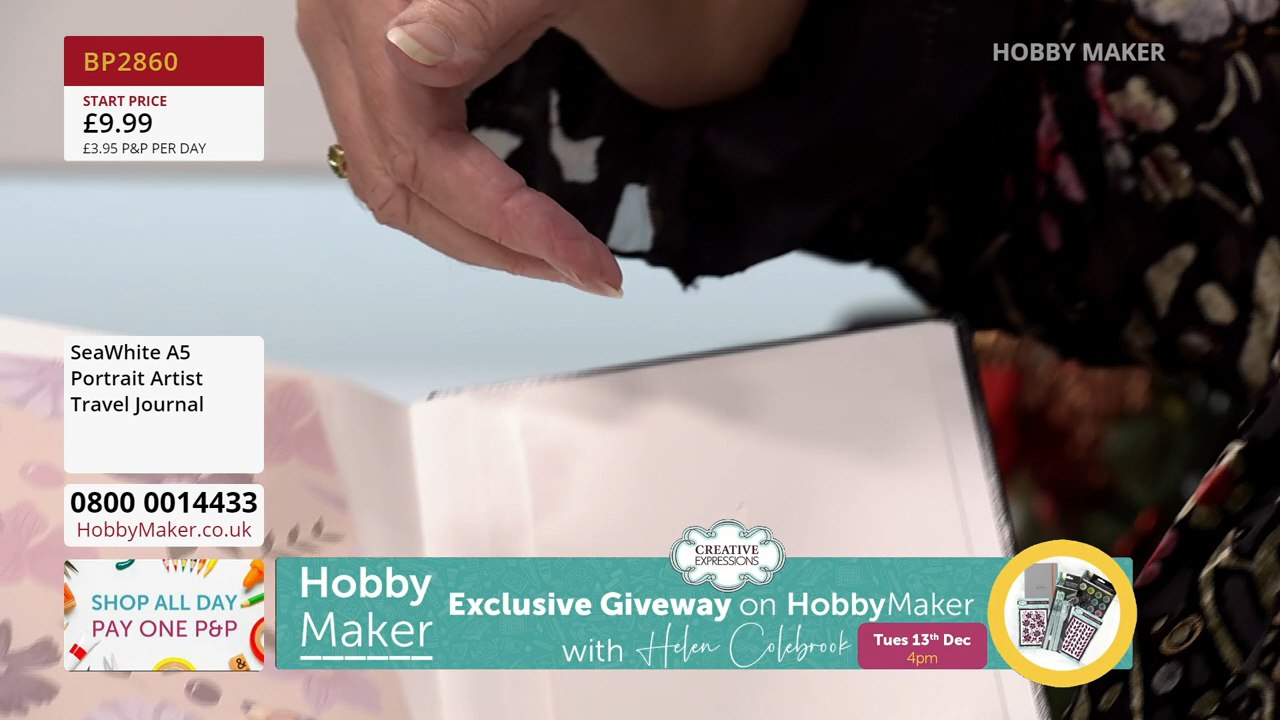 BP2860
START PRICE
£9.99
£3.95 P&P PER DAY
HOBBY MAKER
SeaWhite A5
Portrait Artist
Travel Journal
0800 0014433
HobbyMaker.co.uk
SHOP ALL DAY
PAY ONE P&P
Hobby
Maker
CREATIVE
EXPRESSIONS
Exclusive Giveway on HobbyMaker
with Helen Colebrook
Tues 13th Dec
4pm